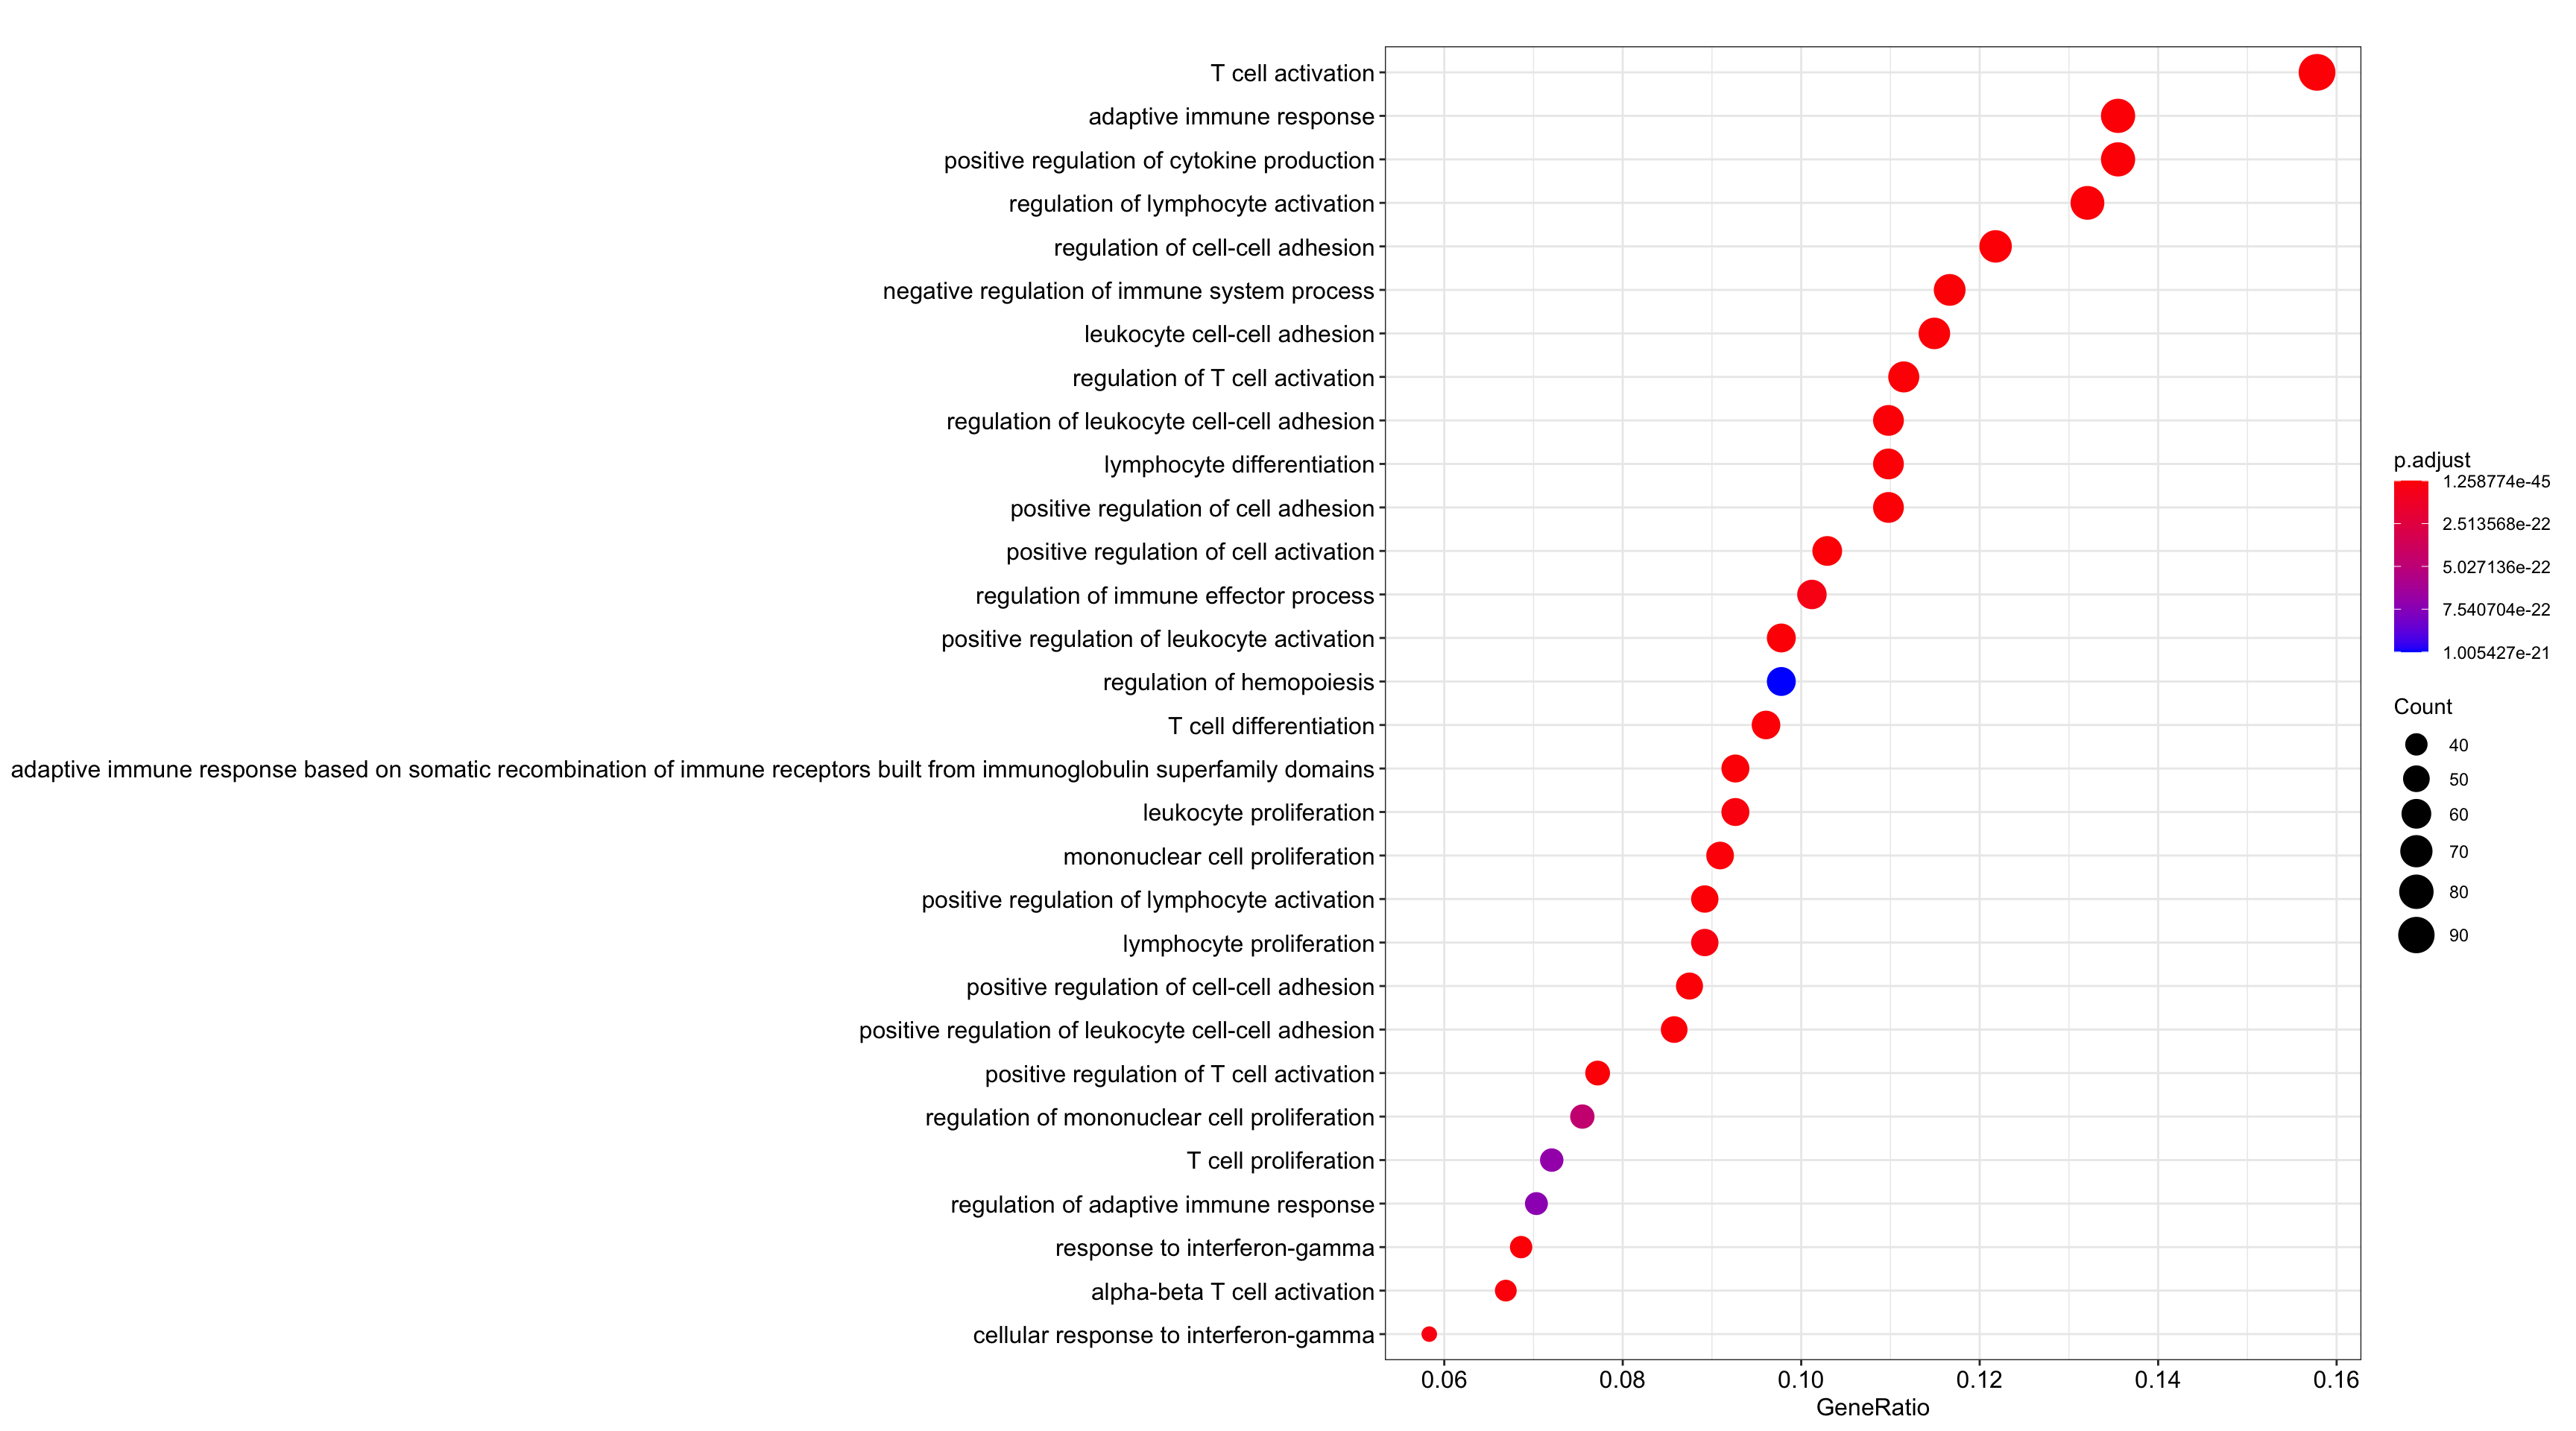 T cell activation
adaptive immune response
positive regulation of cytokine production
regulation of lymphocyte activation
regulation of cell-cell adhesion
negative regulation of immune system process
leukocyte cell-cell adhesion
regulation of T cell activation
regulation of leukocyte cell-cell adhesion
lymphocyte differentiation
positive regulation of cell adhesion
positive regulation of cell activation
regulation of immune effector process
positive regulation of leukocyte activation
regulation of hemopoiesis
T cell differentiation
adaptive immune response based on somatic recombination of immune receptors built from immunoglobulin superfamily domains
leukocyte proliferation
mononuclear cell proliferation
positive regulation of lymphocyte activation
lymphocyte proliferation
positive regulation of cell-cell adhesion
positive regulation of leukocyte cell-cell adhesion
positive regulation of T cell activation
regulation of mononuclear cell proliferation
T cell proliferation
regulation of adaptive immune response
response to interferon-gamma
alpha-beta T cell activation
cellular response to interferon-gamma
0.06 0.08 0.10 0.12 0.14 0.16
GeneRatio
p.adjust
1.258774e-45
2.513568e-22
5.027136e-22
7.540704e-22
1.005427e-21
Count
40
50
60
70
80
90